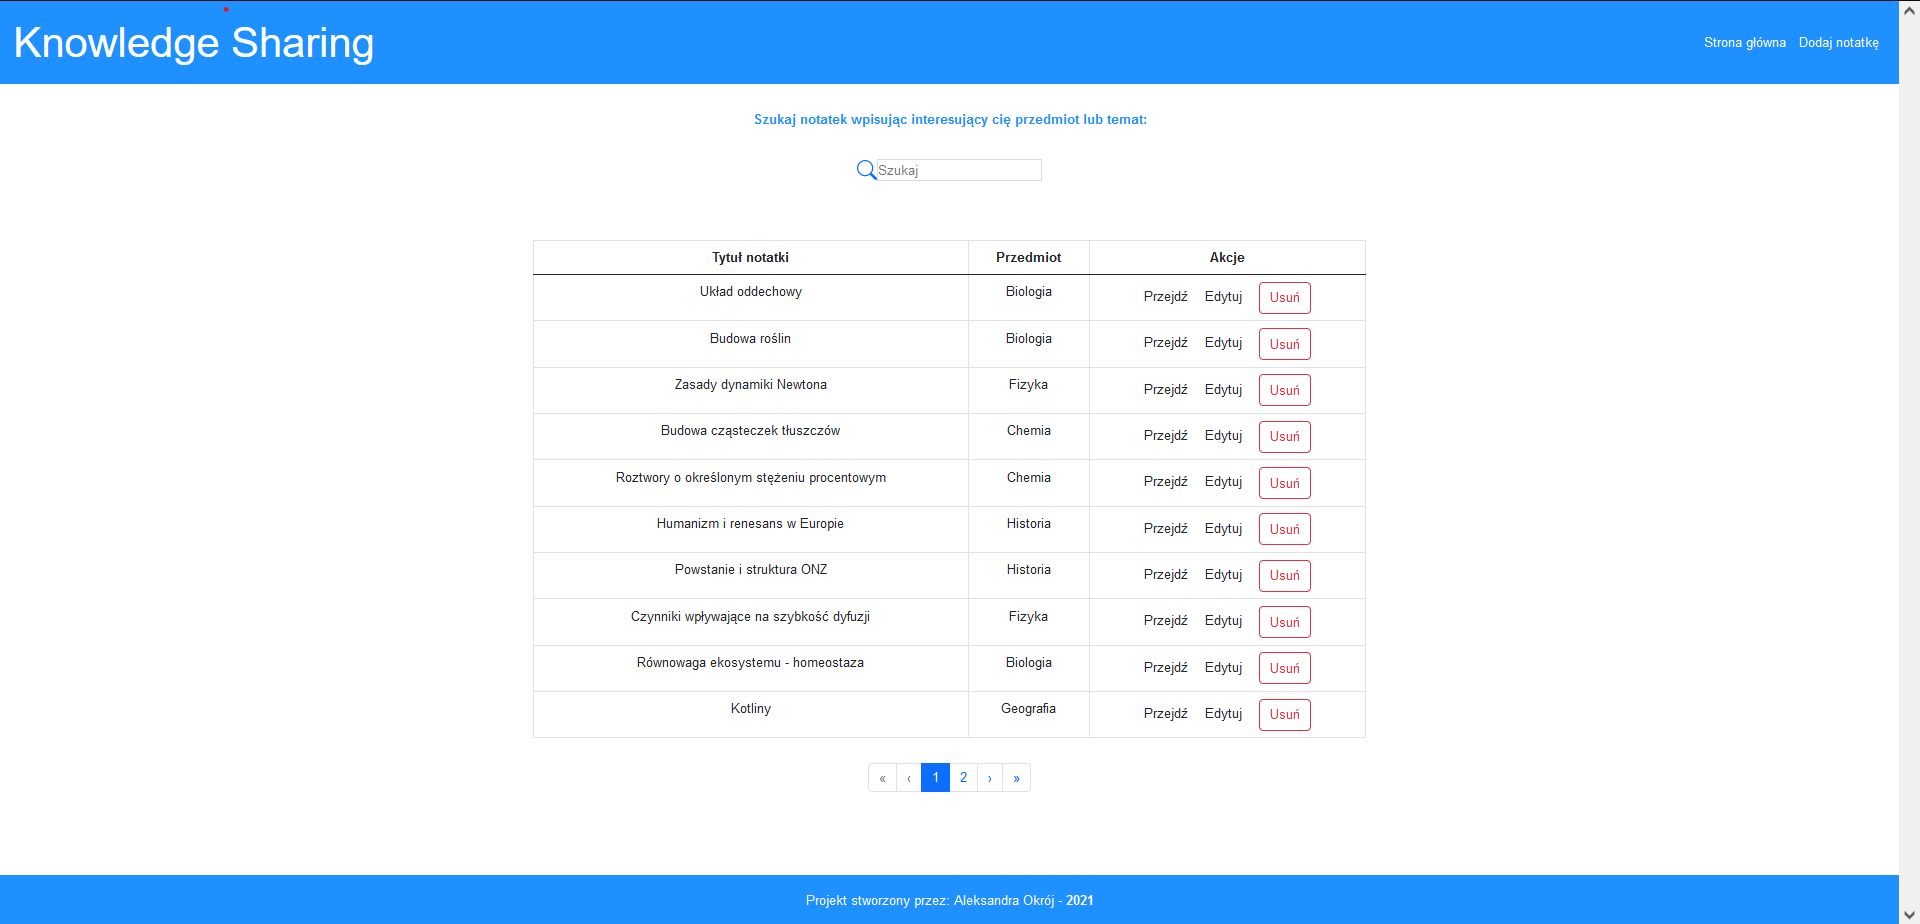 Knowledge Sharing
Strona główna Dodaj notatkę
Szukaj notatek wpisując interesujący cię przedmiot lub temat:
Szukaj
Tytuł notatki Przedmiot Akcje
Układ oddechowy Biologia Przejdź Edytuj Usuń
Budowa roślin Biologia Przejdź Edytuj Usuń
Zasady dynamiki Newtona Fizyka Przejdź Edytuj Usuń
Budowa cząsteczek tłuszczów Chemia Przejdź Edytuj Usuń
Roztwory o określonym stężeniu procentowym Chemia Przejdź Edytuj Usuń
Humanizm i renesans w Europie Historia Przejdź Edytuj Usuń
Powstanie i struktura ONZ Historia Przejdź Edytuj Usuń
Czynniki wpływające na szybkość dyfuzji Fizyka Przejdź Edytuj Usuń
Równowaga ekosystemu - homeostaza Biologia Przejdź Edytuj Usuń
Kotliny Geografia Przejdź Edytuj Usuń
« ‹ 1 2 › »
Projekt stworzony przez: Aleksandra Okrój - 2021